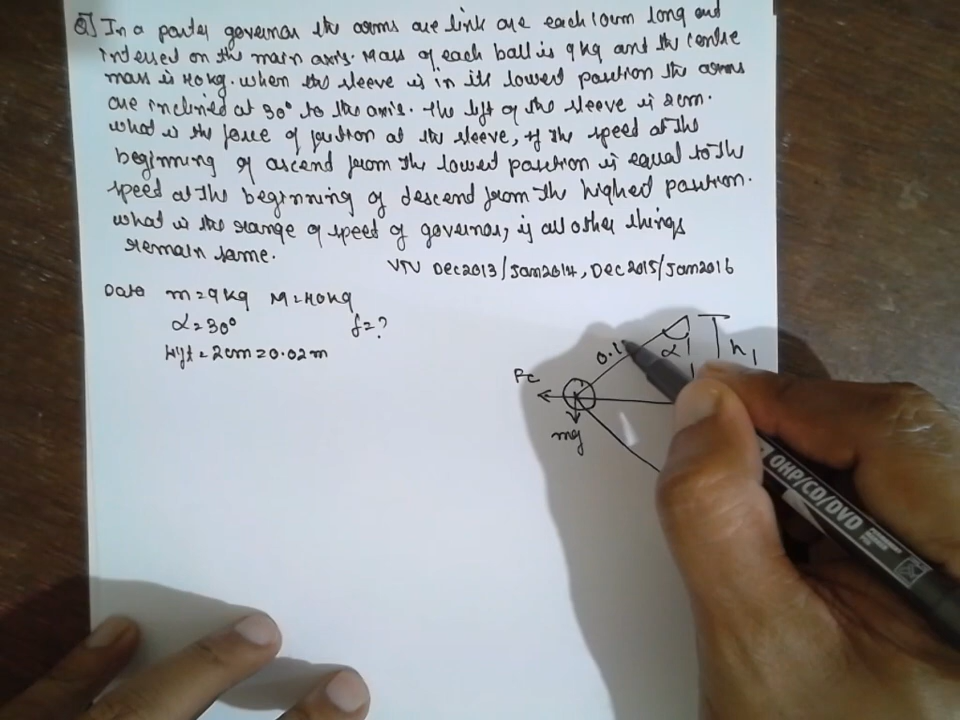 Q] In a porter governor the arms are link are each 10cm long and
intersed on the main axis. Mass of each ball is 9kg and the centre
mass is 40kg. when the sleeve is in its lowest position the arms
are inclined at 30° to the axis. The lift of the sleeve is 2cm.
what is the force of friction at the sleeve, if the speed at the
beginning of ascend from the lowest position is equal to the
speed at the beginning of descend from the highest position.
what is the range of speed of governor, if all other things
remain same.
VTU Dec2013/Jan2014, Dec2015/Jan2016
Data m=9kg M=40kg
α=30° f=?
Lift=2cm=0.02m
0.1
α
h1
Fc
mg
OHP/CD/DVD